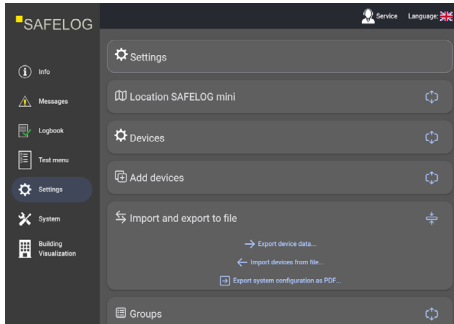 SAFELOG
Service
Language:
Info
Messages
Logbook
Test menu
Settings
System
Building
Visualization
Settings
Location SAFELOG mini
Devices
Add devices
Import and export to file
Export device data...
Import devices from file...
Export system configuration as PDF...
Groups